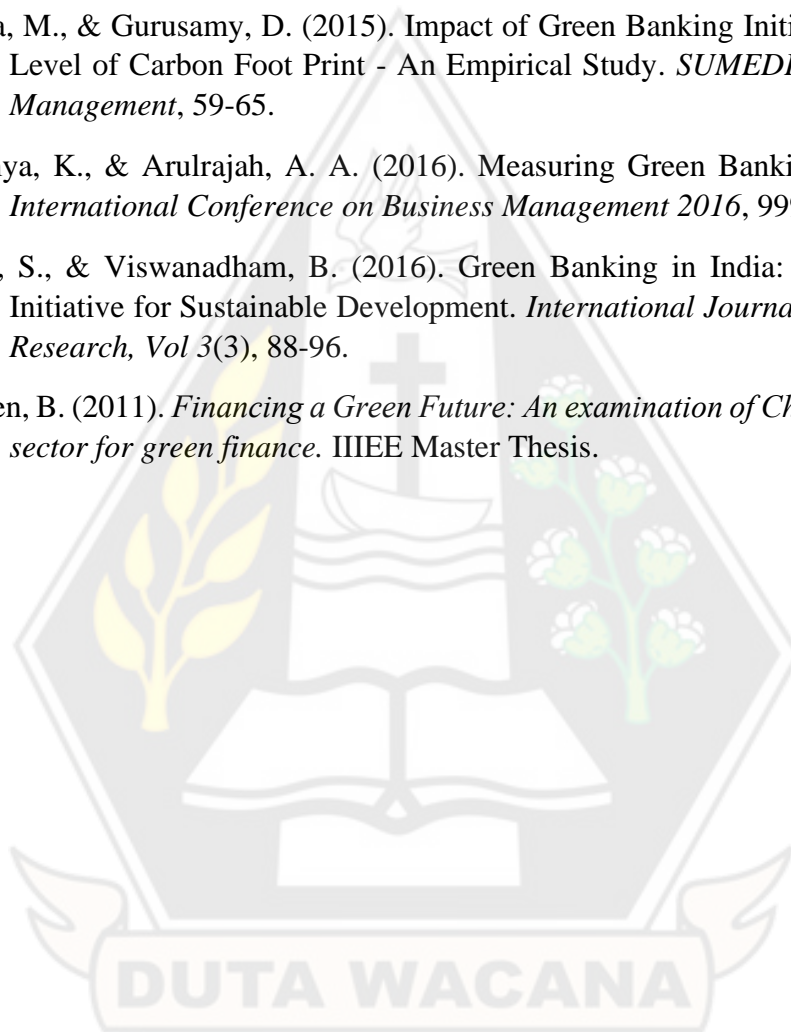 a, M., & Gurusamy, D. (2015). Impact of Green Banking Initi
Level of Carbon Foot Print - An Empirical Study. SUMEDH
Management, 59-65.
ya, K., & Arulrajah, A. A. (2016). Measuring Green Banki
International Conference on Business Management 2016, 999
, S., & Viswanadham, B. (2016). Green Banking in India:
Initiative for Sustainable Development. International Journa
Research, Vol 3(3), 88-96.
en, B. (2011). Financing a Green Future: An examination of Ch
sector for green finance. IIIEE Master Thesis.
DUTA WACANA